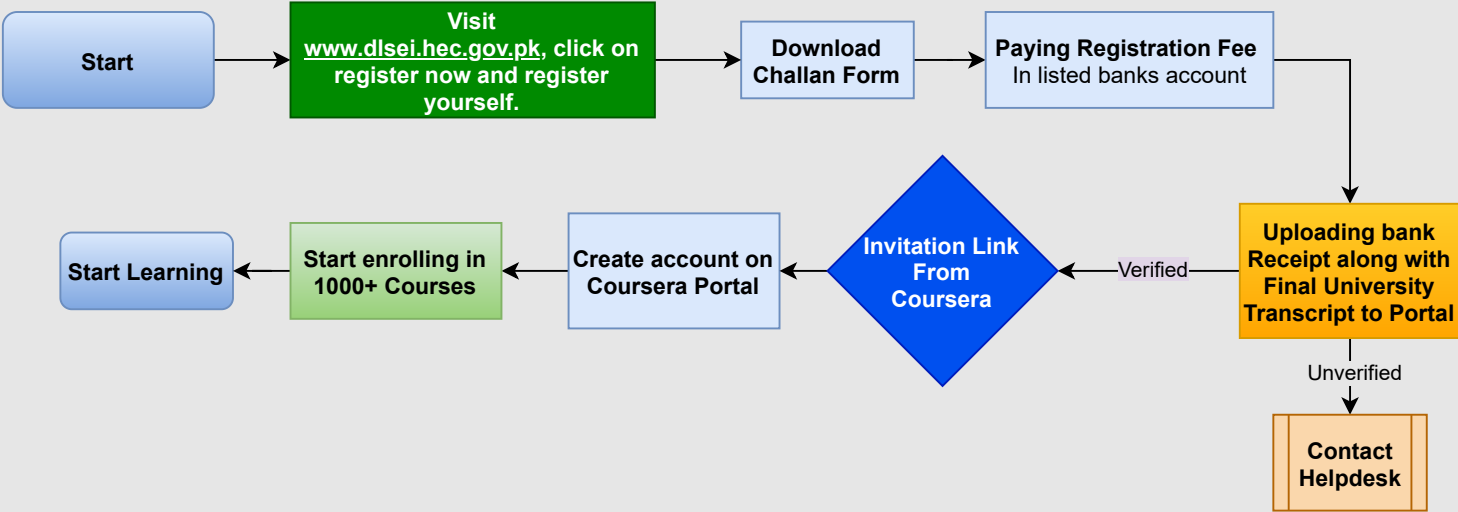 Start
Visit
www.dlsei.hec.gov.pk, click on
register now and register
yourself.
Download
Challan Form
Paying Registration Fee
In listed banks account
Uploading bank
Receipt along with
Final University
Transcript to Portal
Verified
Invitation Link
From
Coursera
Create account on
Coursera Portal
Start enrolling in
1000+ Courses
Start Learning
Unverified
Contact
Helpdesk